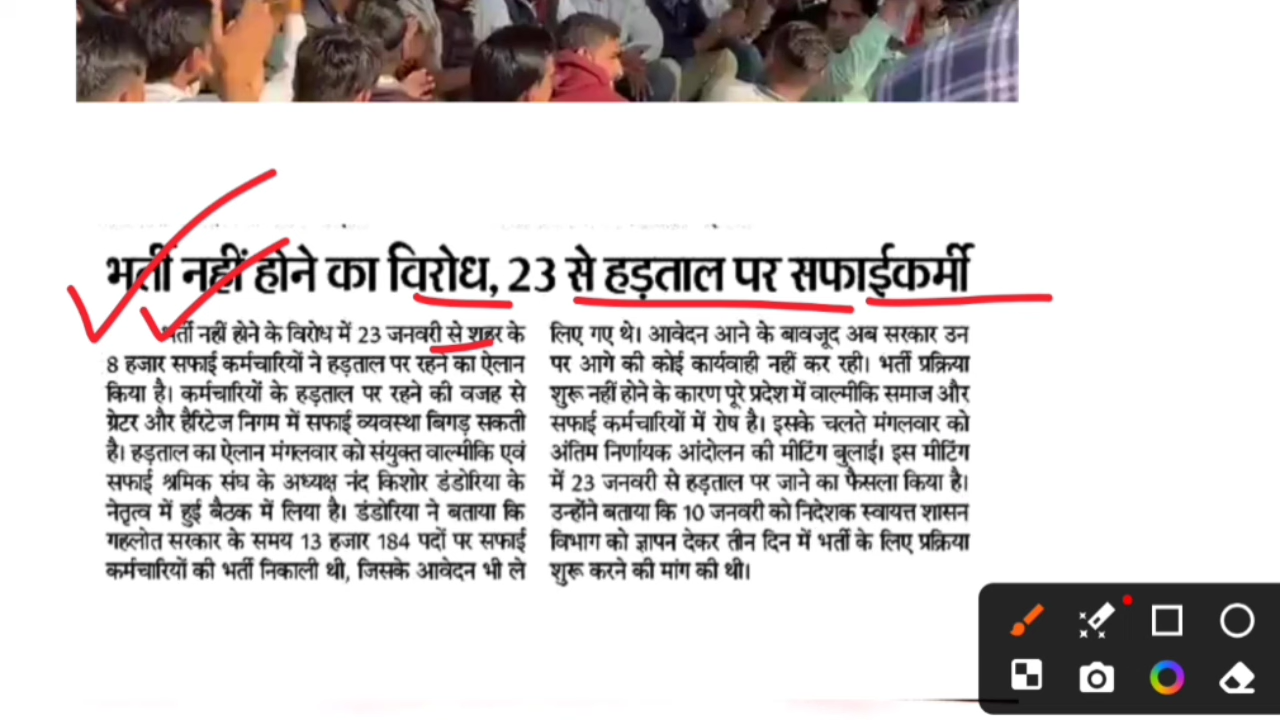 भर्ती नहीं होने का विरोध, 23 से हड़ताल पर सफाईकर्मी
भर्ती नहीं होने के विरोध में 23 जनवरी से शहर के
8 हजार सफाई कर्मचारियों ने हड़ताल पर रहने का ऐलान
किया है। कर्मचारियों के हड़ताल पर रहने की वजह से
ग्रेटर और हैरिटेज निगम में सफाई व्यवस्था बिगड़ सकती
है। हड़ताल का ऐलान मंगलवार को संयुक्त वाल्मीकि एवं
सफाई श्रमिक संघ के अध्यक्ष नंद किशोर डंडोरिया के
नेतृत्व में हुई बैठक में लिया है। डंडोरिया ने बताया कि
गहलोत सरकार के समय 13 हजार 184 पदों पर सफाई
कर्मचारियों की भर्ती निकाली थी, जिसके आवेदन भी ले
लिए गए थे। आवेदन आने के बावजूद अब सरकार उन
पर आगे की कोई कार्यवाही नहीं कर रही। भर्ती प्रक्रिया
शुरू नहीं होने के कारण पूरे प्रदेश में वाल्मीकि समाज और
सफाई कर्मचारियों में रोष है। इसके चलते मंगलवार को
अंतिम निर्णायक आंदोलन की मीटिंग बुलाई। इस मीटिंग
में 23 जनवरी से हड़ताल पर जाने का फैसला किया है।
उन्होंने बताया कि 10 जनवरी को निदेशक स्वायत्त शासन
विभाग को ज्ञापन देकर तीन दिन में भर्ती के लिए प्रक्रिया
शुरू करने की मांग की थी।